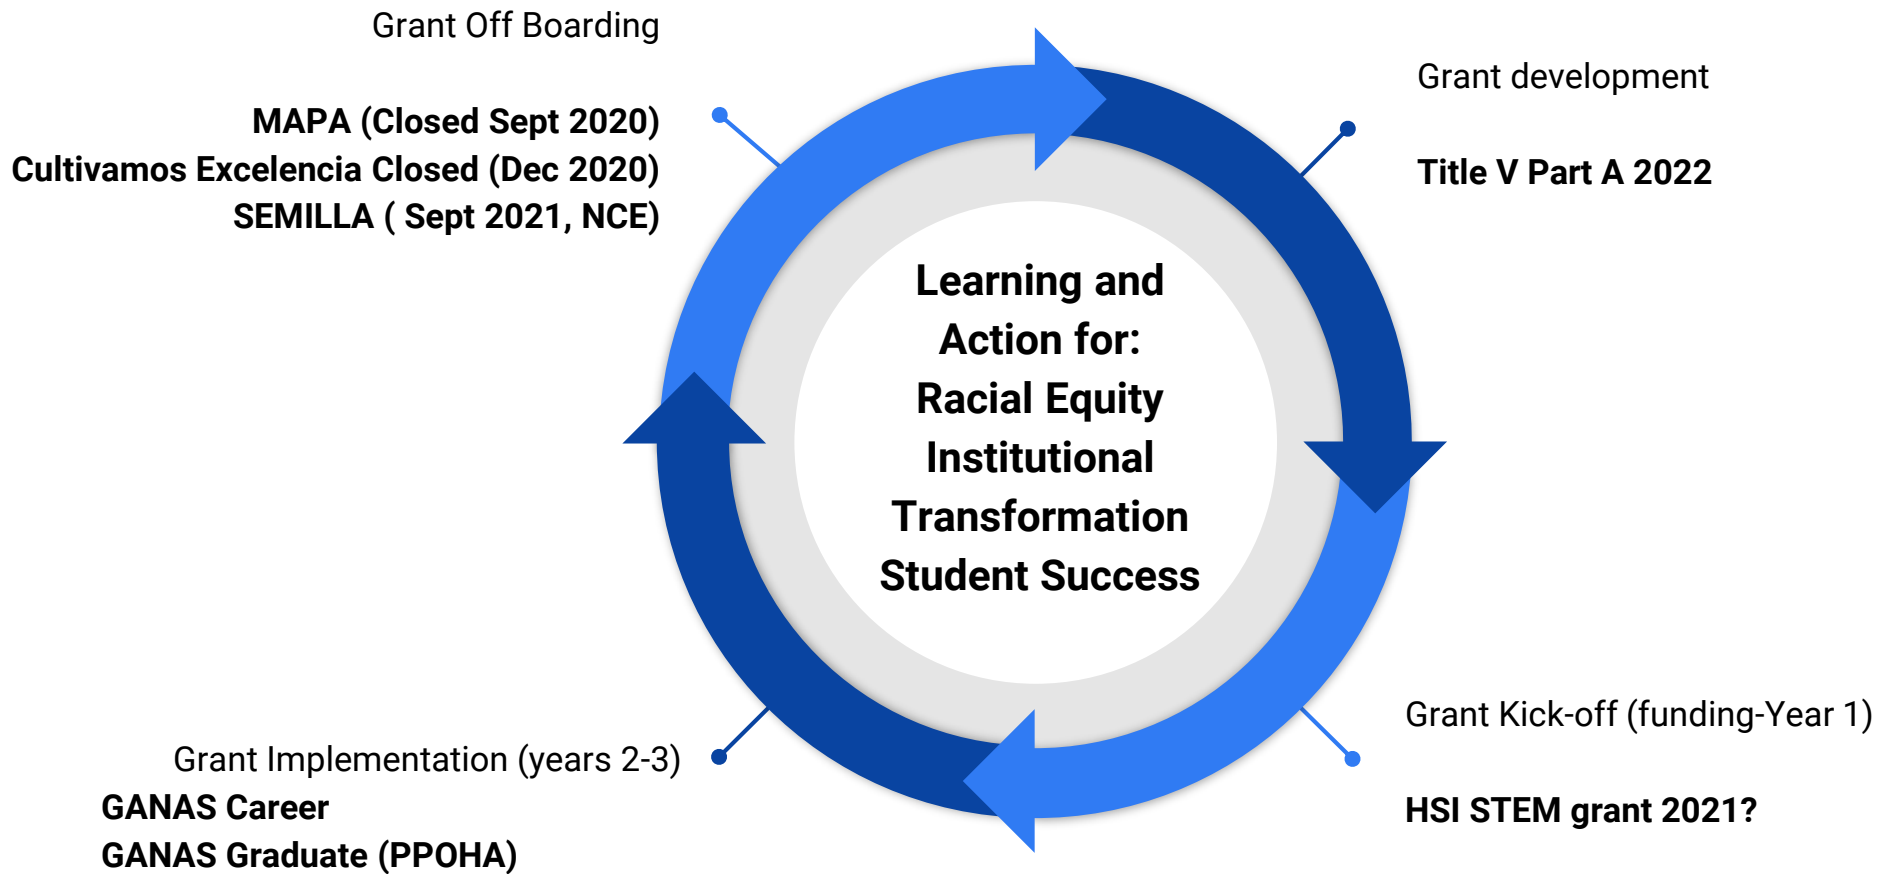 Grant Off Boarding
MAPA (Closed Sept 2020)
Cultivamos Excelencia Closed (Dec 2020)
SEMILLA ( Sept 2021, NCE)
Grant development
Title V Part A 2022
Learning and
Action for:
Racial Equity
Institutional
Transformation
Student Success
Grant Kick-off (funding-Year 1)
HSI STEM grant 2021?
Grant Implementation (years 2-3)
GANAS Career
GANAS Graduate (PPOHA)